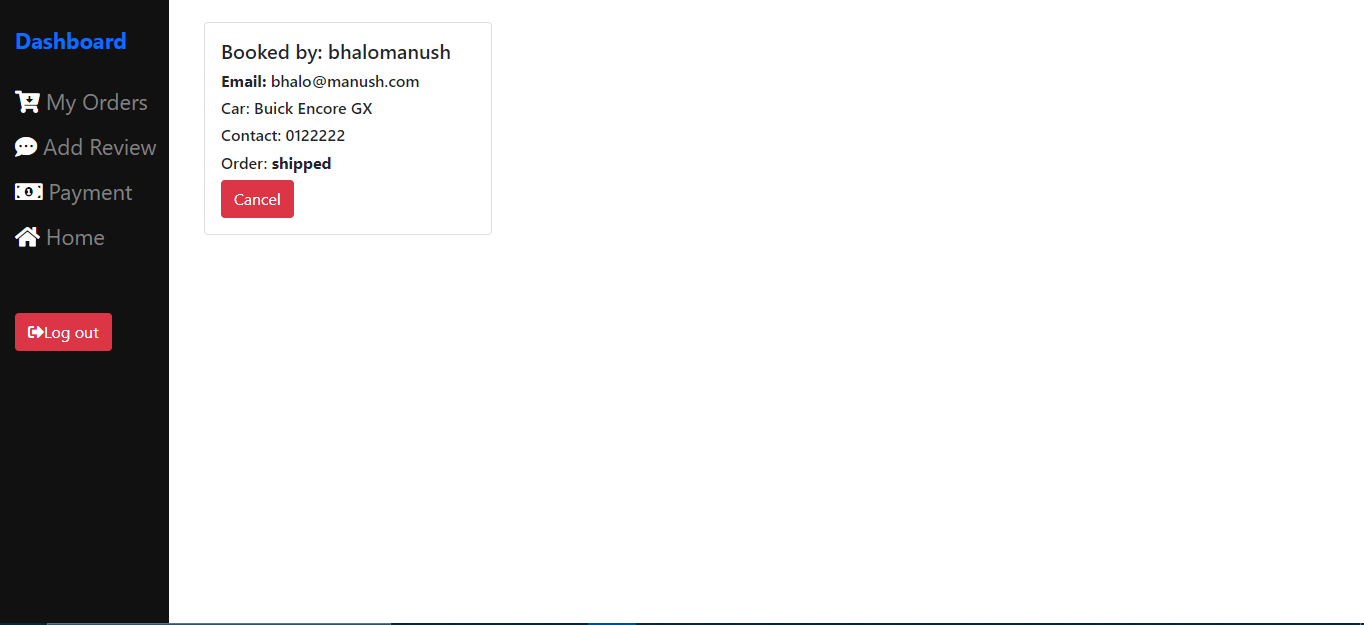 Dashboard
My Orders
Add Review
Payment
Home
Log out
Booked by: bhalomanush
Email: bhalo@manush.com
Car: Buick Encore GX
Contact: 0122222
Order: shipped
Cancel